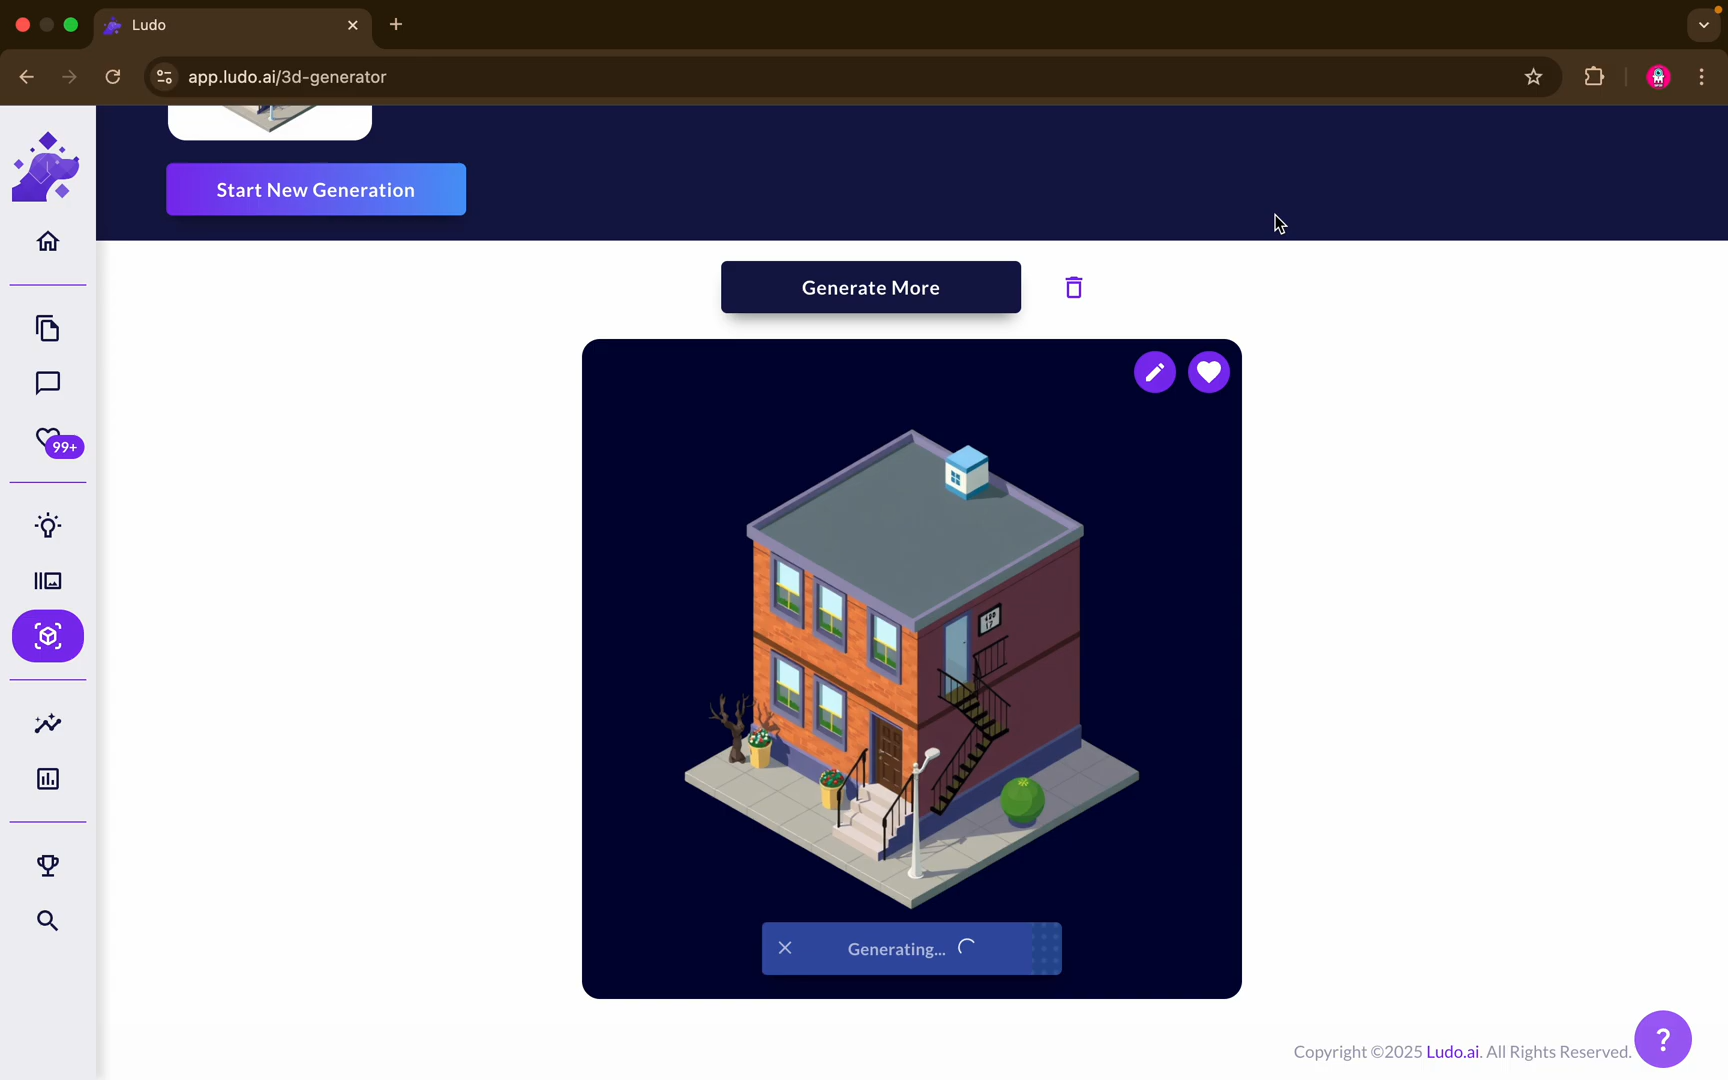 Ludo
app.ludo.ai/3d-generator
Start New Generation
Generate More
99+
Generating...
Copyright ©2025 Ludo.ai. All Rights Reserved.
?